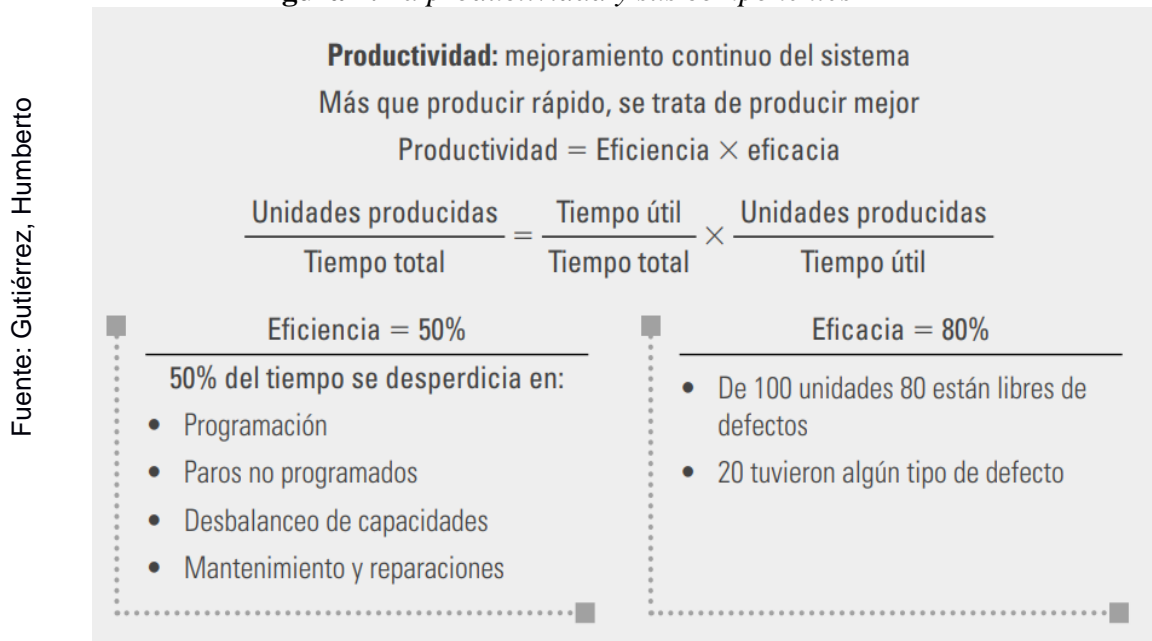 Fuente: Gutiérrez, Humberto
Productividad: mejoramiento continuo del sistema
Más que producir rápido, se trata de producir mejor
Productividad = Eficiencia × eficacia
Unidades producidas / Tiempo total = Tiempo útil / Tiempo total × Unidades producidas / Tiempo útil
Eficiencia = 50%
50% del tiempo se desperdicia en:
• Programación
• Paros no programados
• Desbalanceo de capacidades
• Mantenimiento y reparaciones
Eficacia = 80%
• De 100 unidades 80 están libres de
defectos
• 20 tuvieron algún tipo de defecto